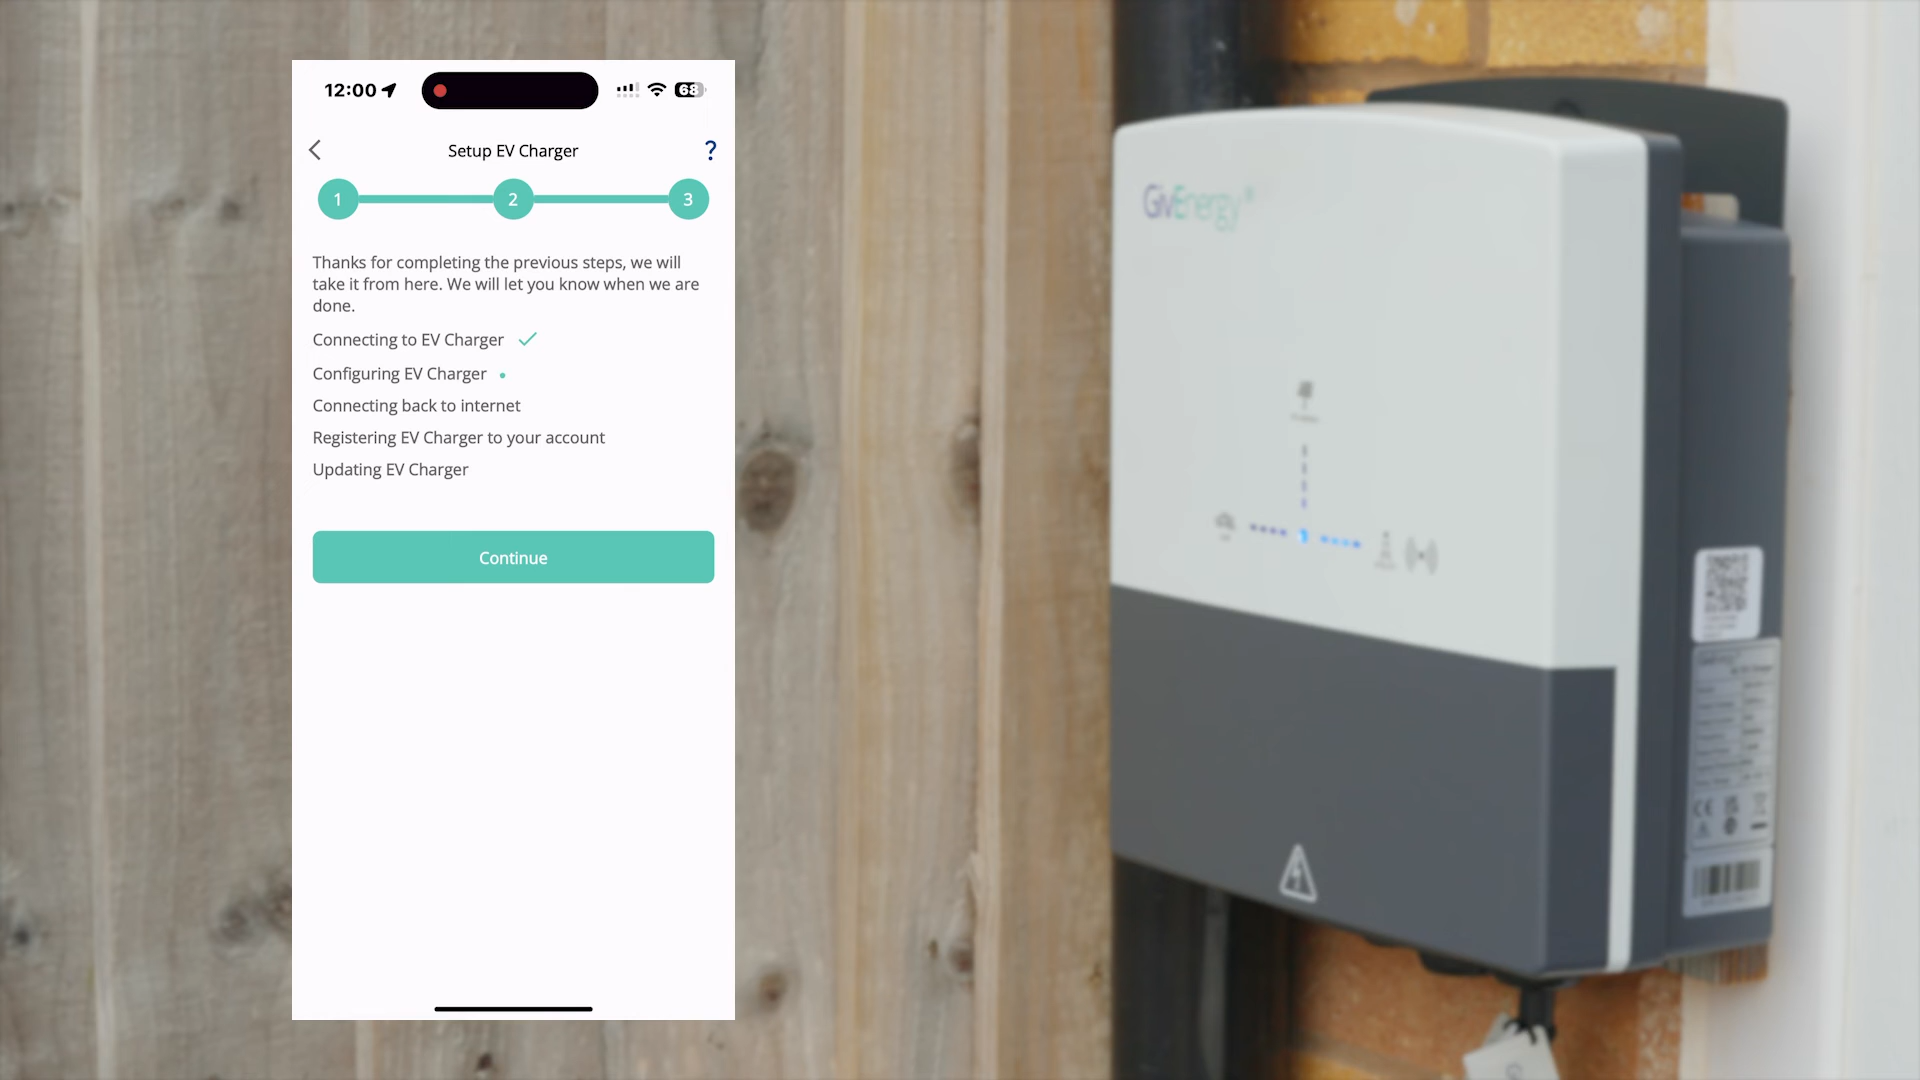 12:00
68
Setup EV Charger
?
1
2
3
Thanks for completing the previous steps, we will
take it from here. We will let you know when we are
done.
Connecting to EV Charger
Configuring EV Charger
Connecting back to internet
Registering EV Charger to your account
Updating EV Charger
Continue
GivEnergy
CE